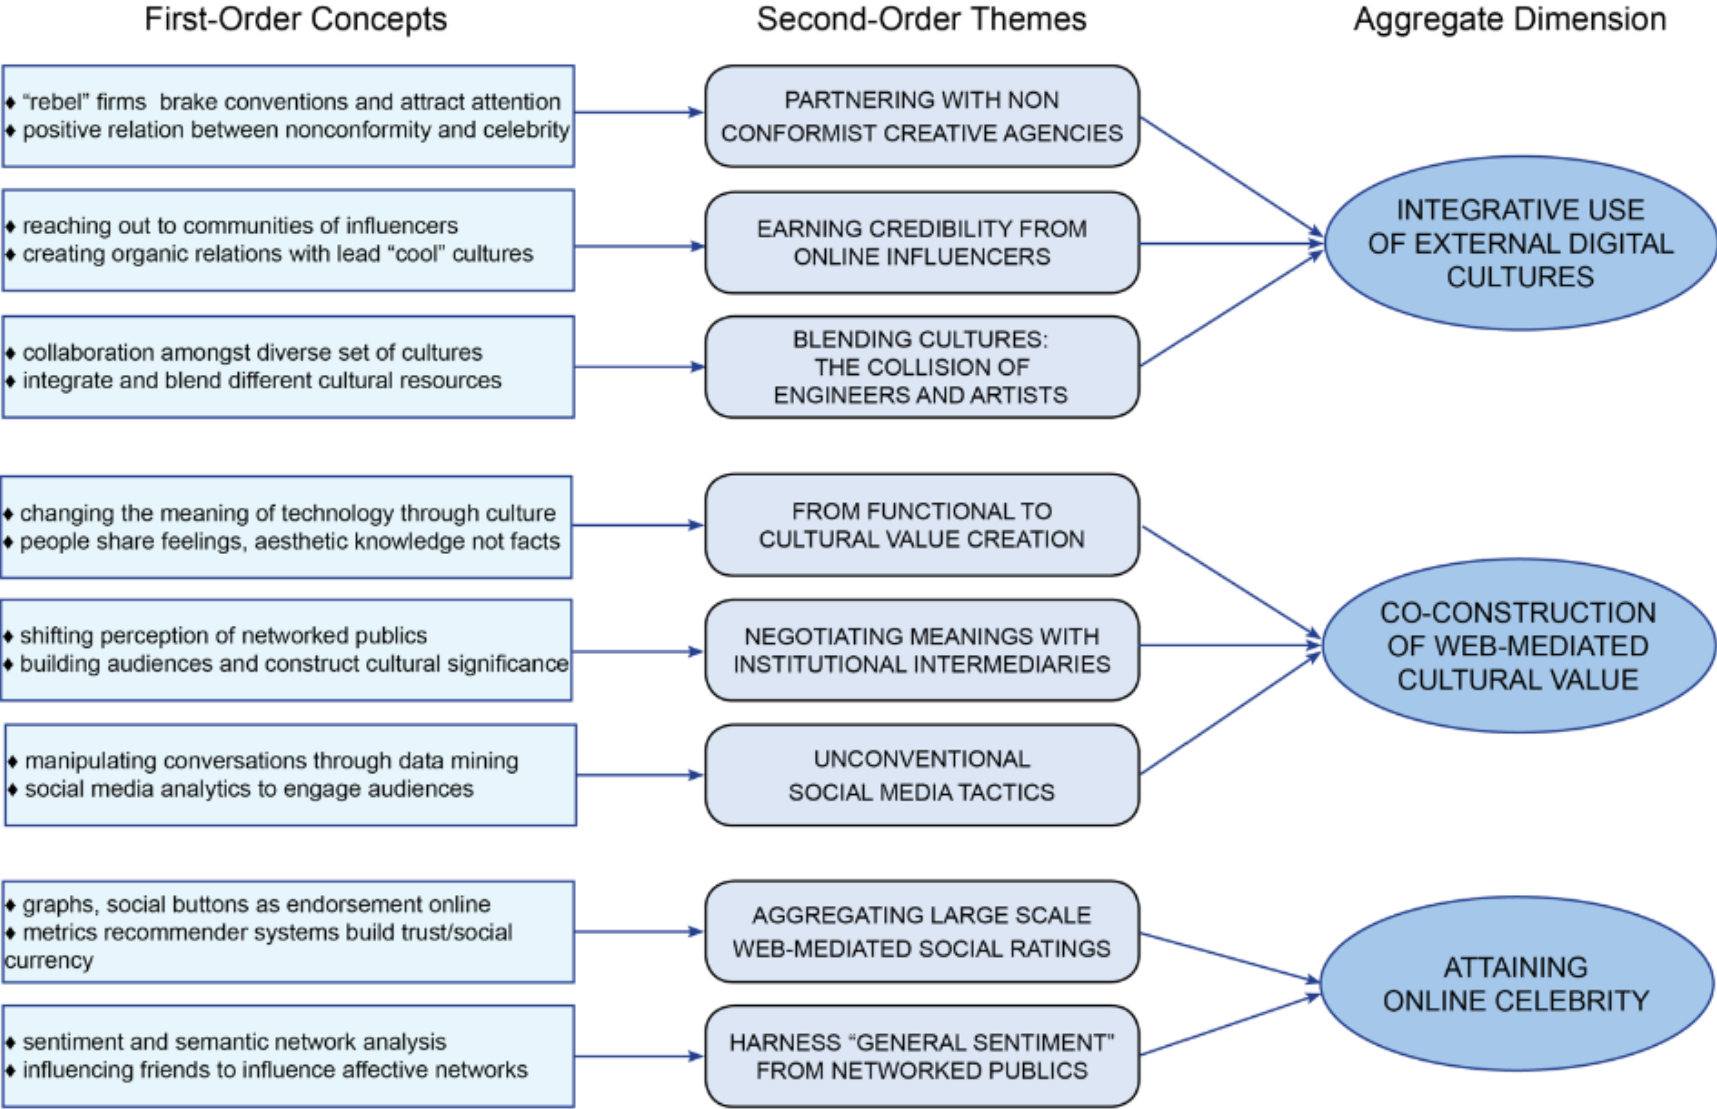 First-Order Concepts
Second-Order Themes
Aggregate Dimension
♦ “rebel” firms brake conventions and attract attention
♦ positive relation between nonconformity and celebrity
PARTNERING WITH NON
CONFORMIST CREATIVE AGENCIES
♦ reaching out to communities of influencers
♦ creating organic relations with lead “cool” cultures
EARNING CREDIBILITY FROM
ONLINE INFLUENCERS
♦ collaboration amongst diverse set of cultures
♦ integrate and blend different cultural resources
BLENDING CULTURES:
THE COLLISION OF
ENGINEERS AND ARTISTS
INTEGRATIVE USE
OF EXTERNAL DIGITAL
CULTURES
♦ changing the meaning of technology through culture
♦ people share feelings, aesthetic knowledge not facts
FROM FUNCTIONAL TO
CULTURAL VALUE CREATION
♦ shifting perception of networked publics
♦ building audiences and construct cultural significance
NEGOTIATING MEANINGS WITH
INSTITUTIONAL INTERMEDIARIES
♦ manipulating conversations through data mining
♦ social media analytics to engage audiences
UNCONVENTIONAL
SOCIAL MEDIA TACTICS
CO-CONSTRUCTION
OF WEB-MEDIATED
CULTURAL VALUE
♦ graphs, social buttons as endorsement online
♦ metrics recommender systems build trust/social
currency
AGGREGATING LARGE SCALE
WEB-MEDIATED SOCIAL RATINGS
♦ sentiment and semantic network analysis
♦ influencing friends to influence affective networks
HARNESS “GENERAL SENTIMENT”
FROM NETWORKED PUBLICS
ATTAINING
ONLINE CELEBRITY